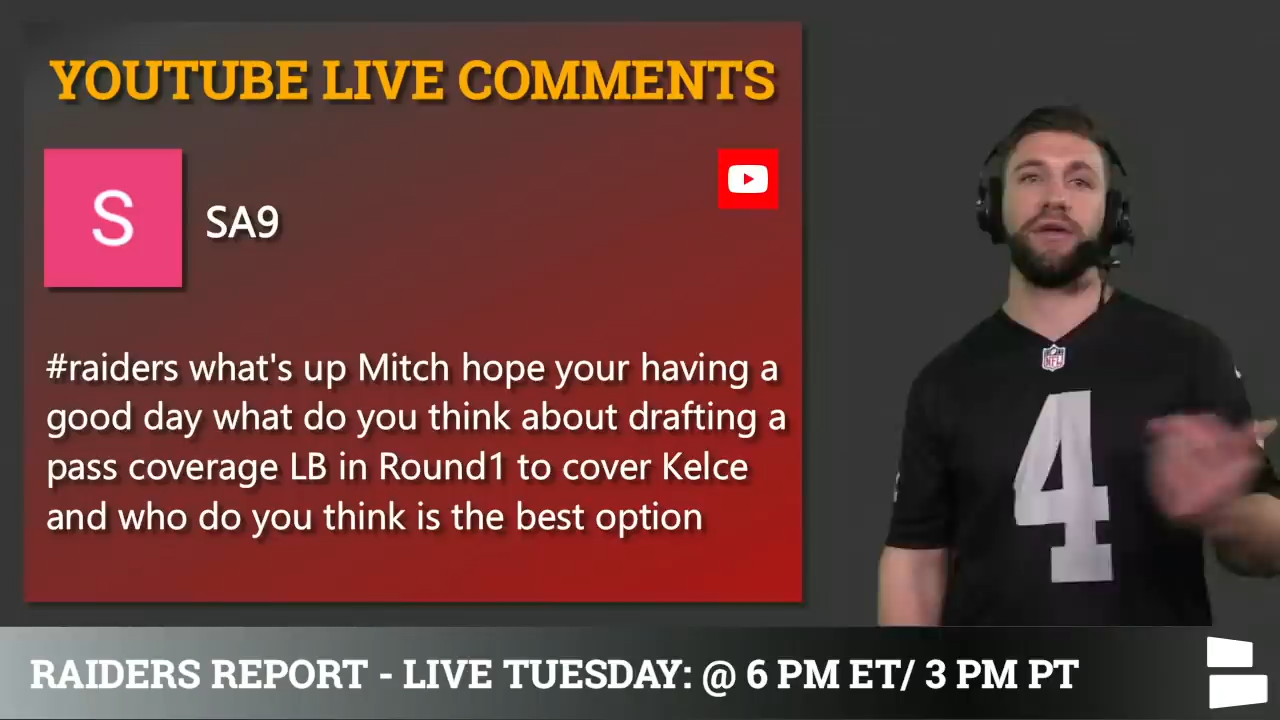 YOUTUBE LIVE COMMENTS
S
SA9
#raiders what's up Mitch hope your having a
good day what do you think about drafting a
pass coverage LB in Round1 to cover Kelce
and who do you think is the best option
NFL
4
RAIDERS REPORT - LIVE TUESDAY: @ 6 PM ET/ 3 PM PT